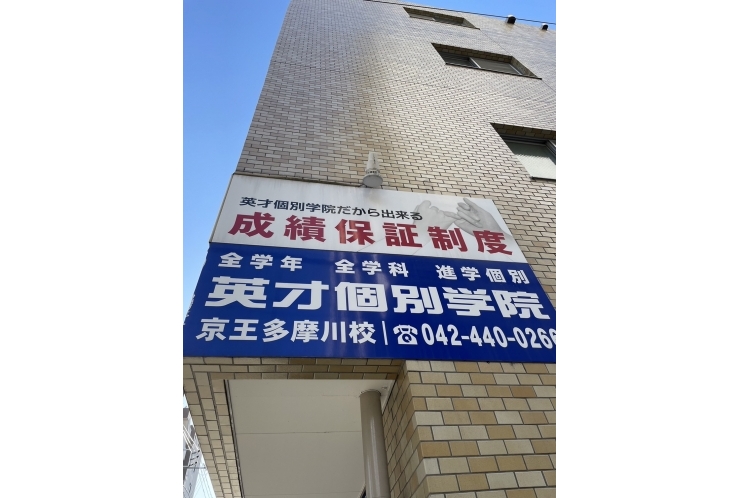 英才個別学院だから出来る
成績保証制度
全学年 全学科 進学個別
英才個別学院
京王多摩川校 | ☎042-440-0266